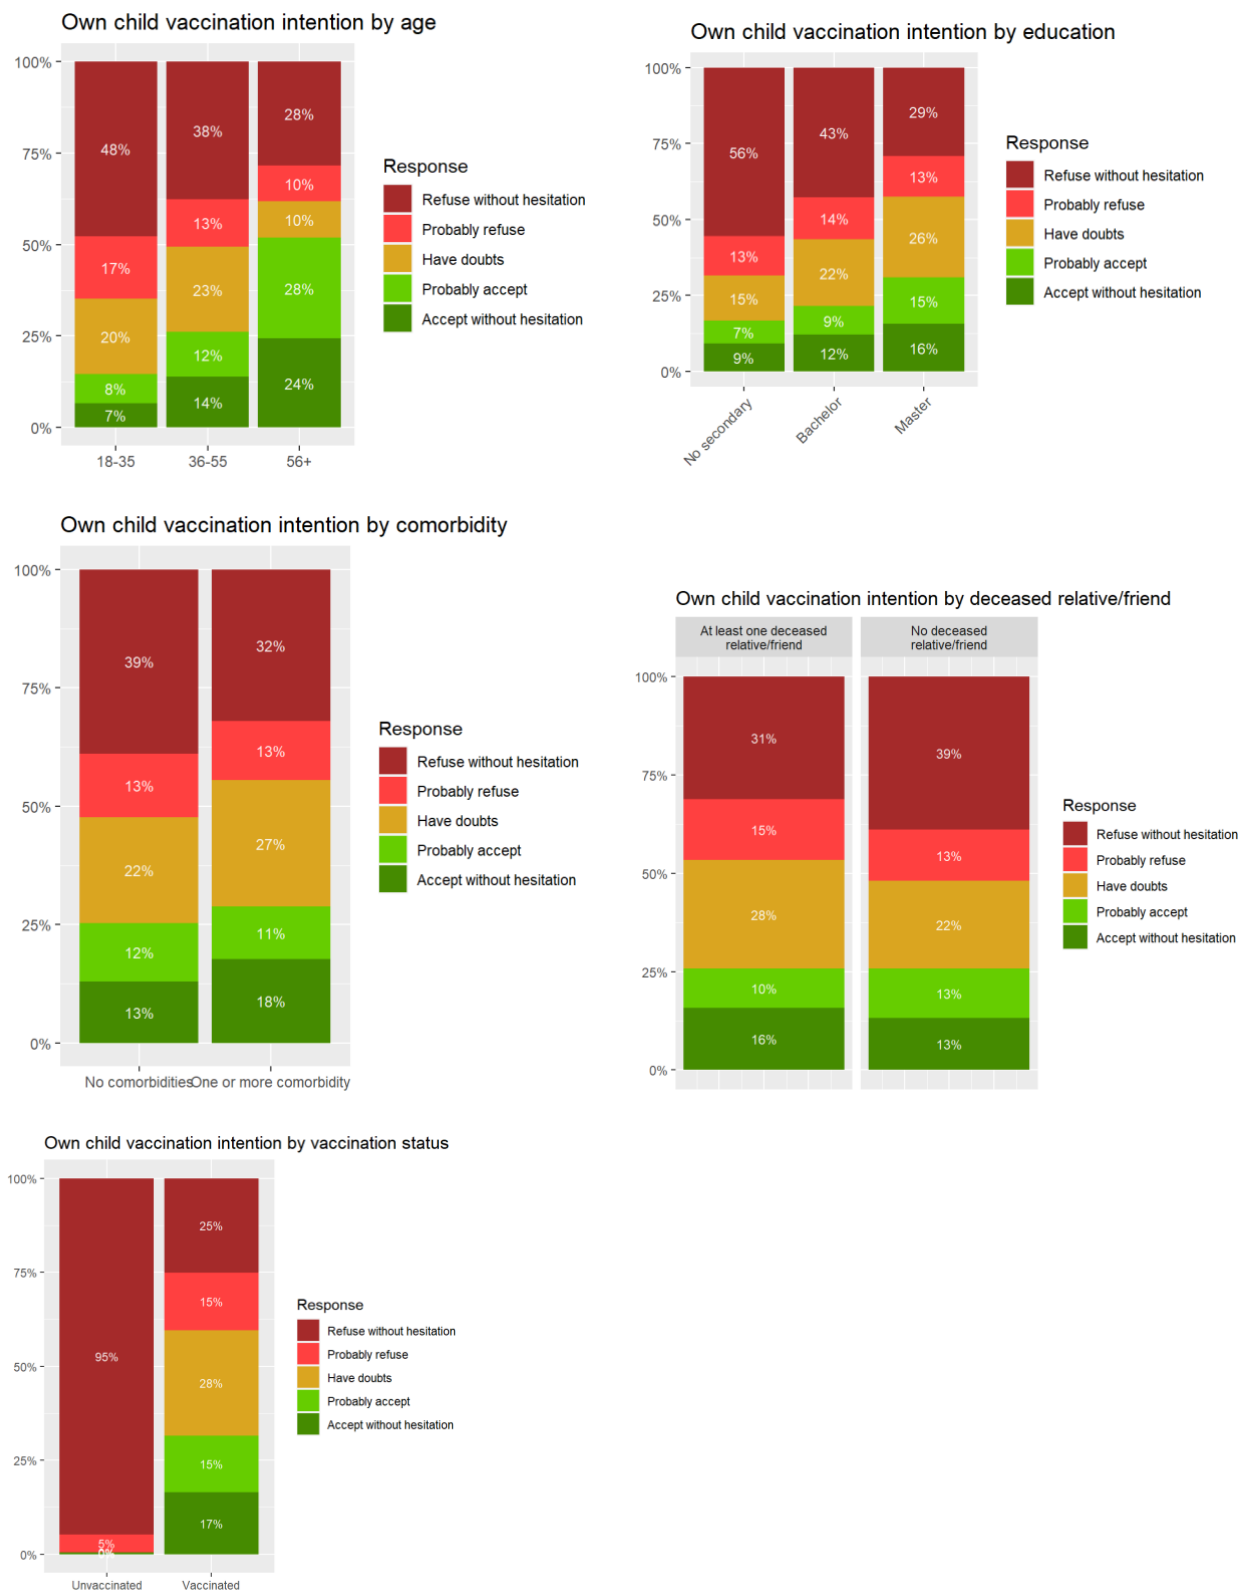 Own child vaccination intention by age
100%
75%
50%
25%
0%
48%
17%
20%
8%
7%
38%
13%
23%
12%
14%
28%
10%
10%
28%
24%
18-35
36-55
56+
Response
Refuse without hesitation
Probably refuse
Have doubts
Probably accept
Accept without hesitation
Own child vaccination intention by education
100%
75%
50%
25%
0%
56%
13%
15%
7%
9%
43%
14%
22%
9%
12%
29%
13%
26%
15%
16%
No secondary
Bachelor
Master
Response
Refuse without hesitation
Probably refuse
Have doubts
Probably accept
Accept without hesitation
Own child vaccination intention by comorbidity
100%
75%
50%
25%
0%
39%
13%
22%
12%
13%
32%
13%
27%
11%
18%
No comorbidities
One or more comorbidity
Response
Refuse without hesitation
Probably refuse
Have doubts
Probably accept
Accept without hesitation
Own child vaccination intention by deceased relative/friend
At least one deceased
relative/friend
No deceased
relative/friend
100%
75%
50%
25%
0%
31%
15%
28%
10%
16%
39%
13%
22%
13%
13%
Response
Refuse without hesitation
Probably refuse
Have doubts
Probably accept
Accept without hesitation
Own child vaccination intention by vaccination status
100%
75%
50%
25%
0%
95%
5%
0%
25%
15%
28%
15%
17%
Unvaccinated
Vaccinated
Response
Refuse without hesitation
Probably refuse
Have doubts
Probably accept
Accept without hesitation